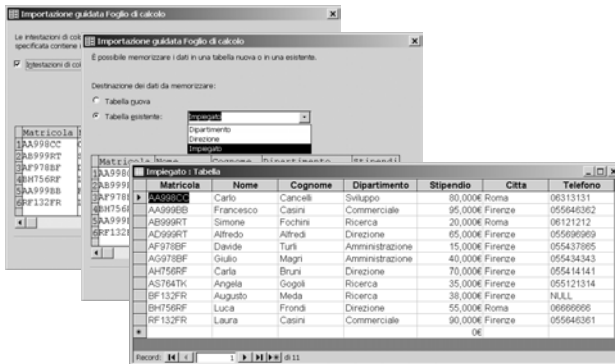 Importazione guidata Foglio di calcolo
Le intestazioni di col
specificata contiene i
Intestazioni di col
Matricola
1 AA998CC
2 AB999RT
3 AF978BF
4 BH756RF
5 AA999BB
6 RF132FR
Importazione guidata Foglio di calcolo
È possibile memorizzare i dati in una tabella nuova o in una esistente.
Destinazione dei dati da memorizzare:
Tabella nuova
Tabella esistente: Impiegato
Dipartimento
Direzione
Impiegato
Matricola Nome Cognome Dipartimento Stipendi
Impiegato : Tabella
Matricola Nome Cognome Dipartimento Stipendio Citta Telefono
AA998CC Carlo Cancelli Sviluppo 80,000€ Roma 06313131
AA999BB Francesco Casini Commerciale 95,000€ Firenze 055646362
AB999RT Simone Fochini Ricerca 20,000€ Roma 06121212
AD999RT Alfredo Alfredi Direzione 65,000€ Firenze 055696969
AF978BF Davide Turli Amministrazione 15,000€ Firenze 055437865
AG978BF Giulio Magri Amministrazione 40,000€ Firenze 055434343
AH756RF Carla Bruni Direzione 70,000€ Firenze 055414141
AS764TK Angela Gogoli Ricerca 35,000€ Firenze 055121314
BF132FR Augusto Meda Ricerca 38,000€ Firenze NULL
BH756RF Luca Frondi Direzione 55,000€ Roma 06666666
RF132FR Laura Casini Commerciale 90,000€ Firenze 055646361
0€
Record: 1 di 11